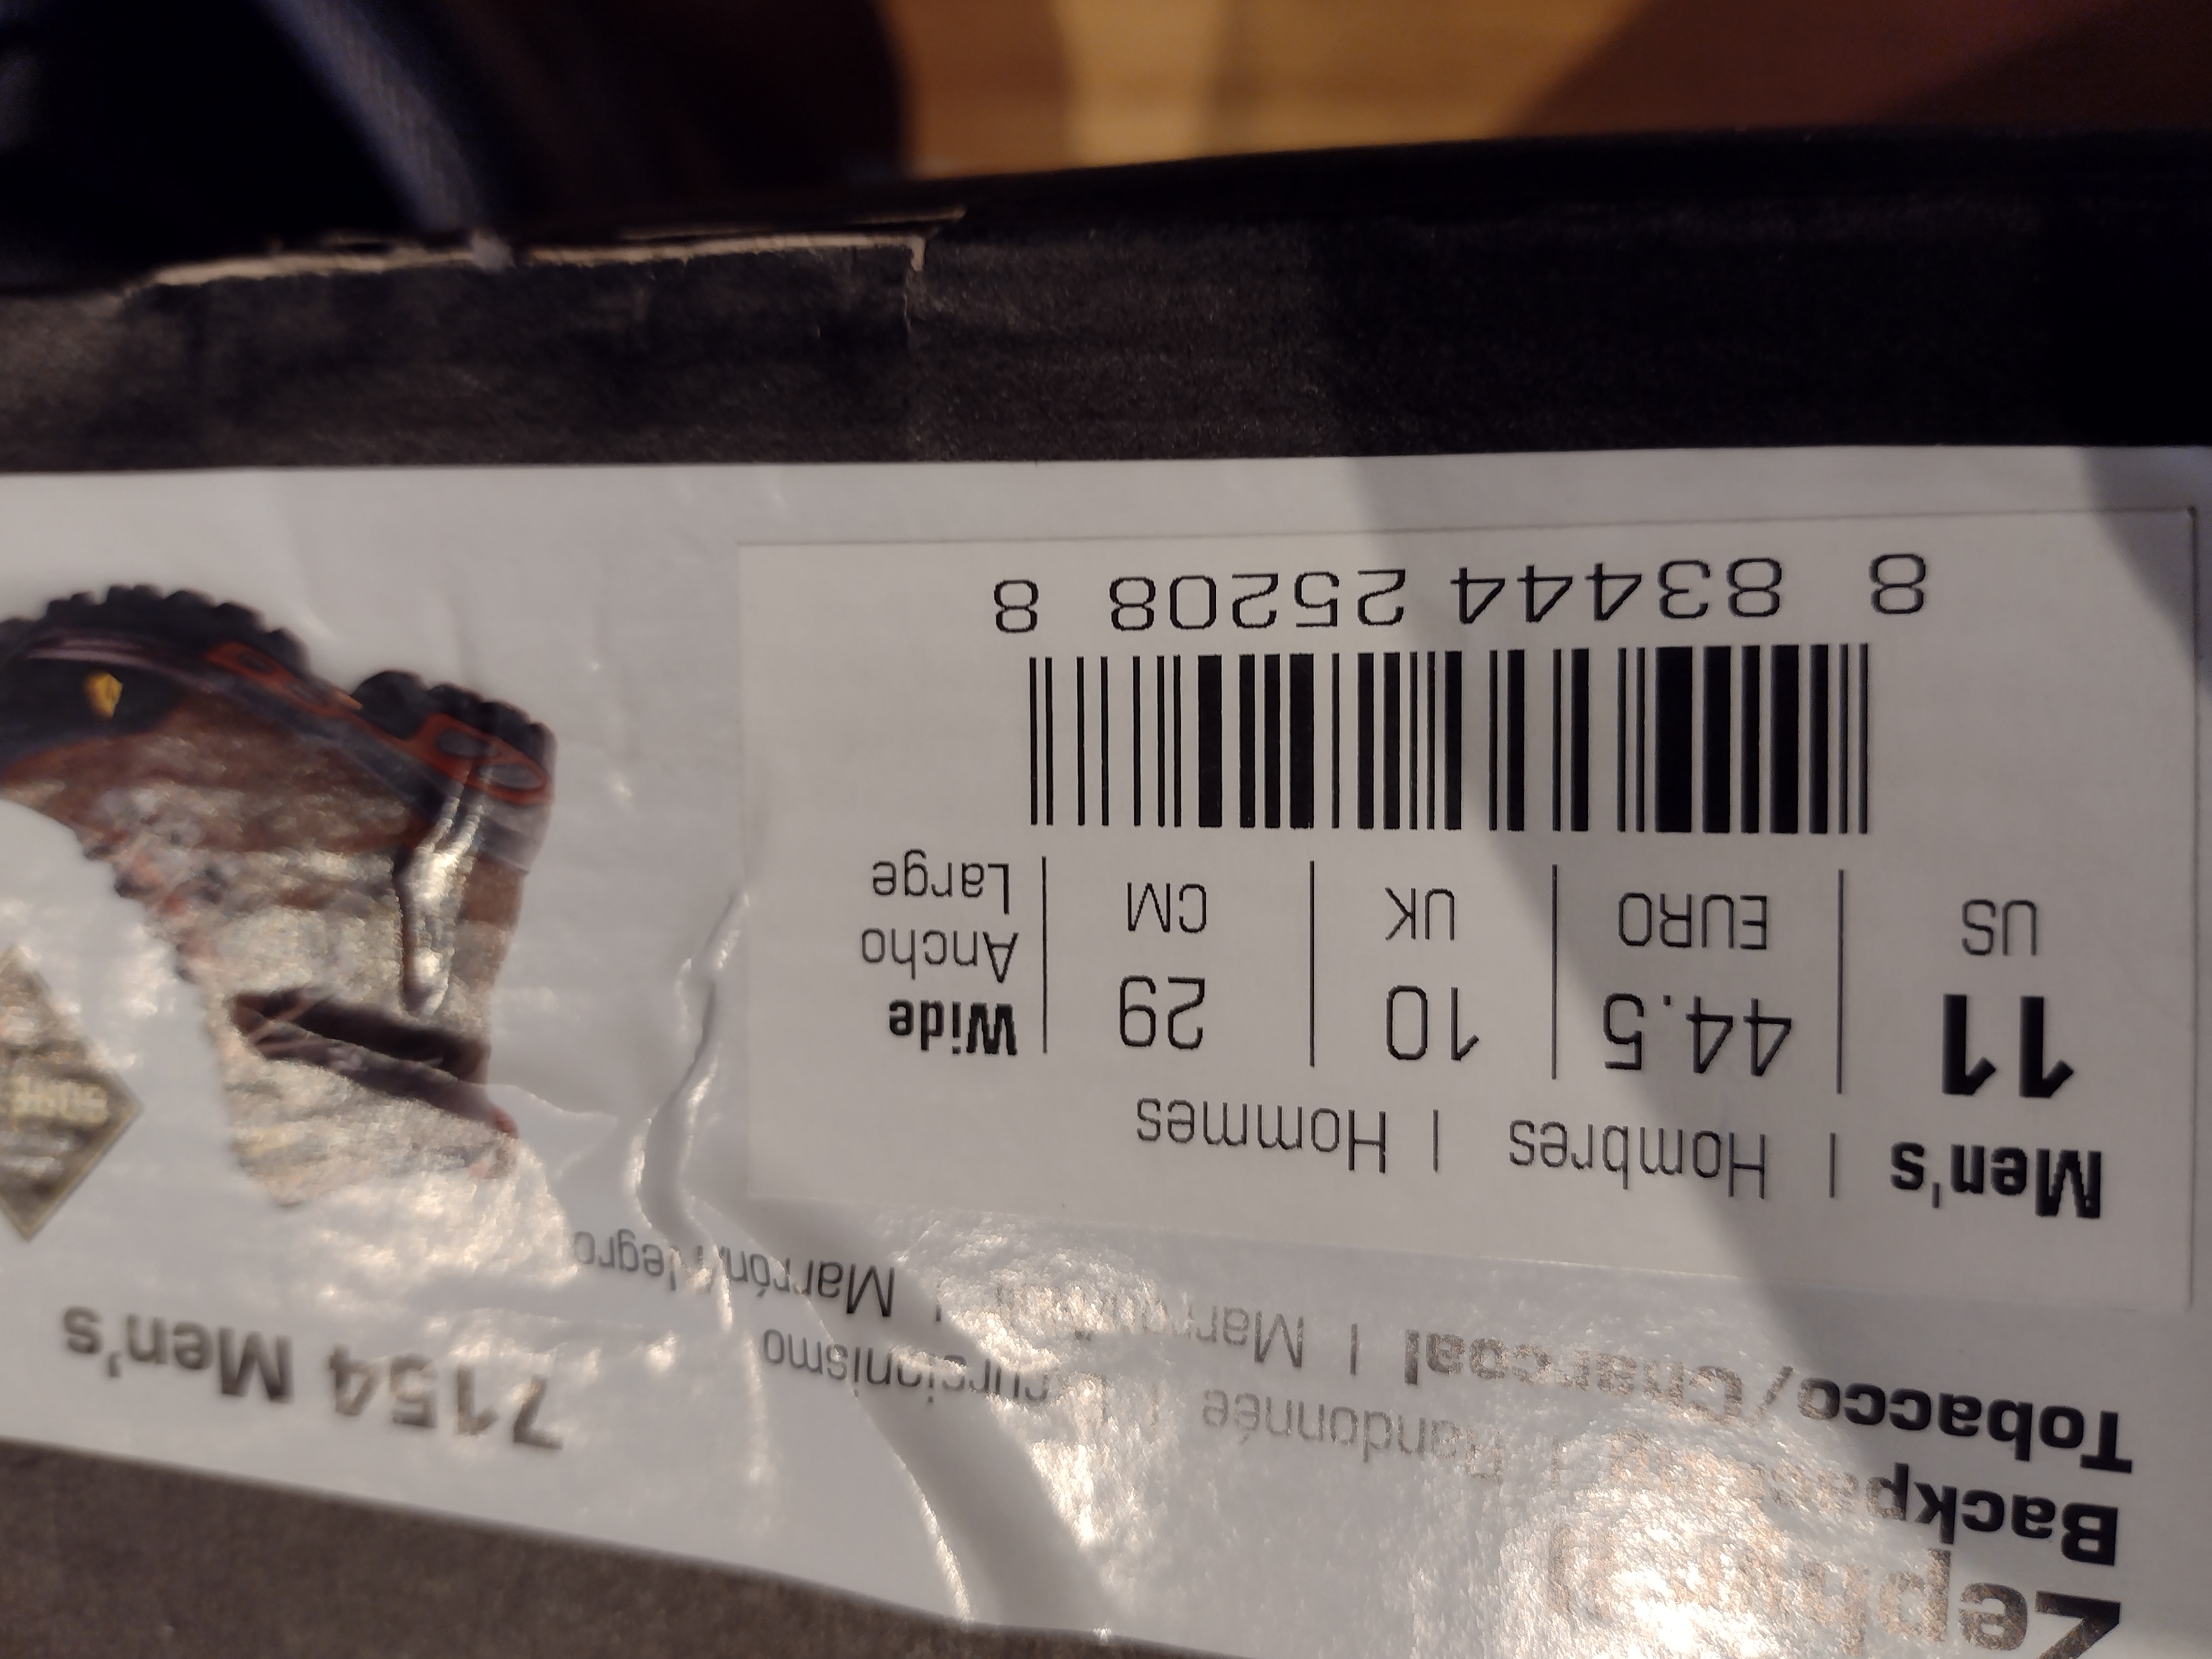 Backpacking | Randonnée | Excursionismo
7154 Men's
Tobacco/Charcoal | Marron/Noir | Marrón/Negro
Men's | Hombres | Hommes
11 | 44.5 | 10 | 29 | Wide
US | EURO | UK | CM | Ancho
Large
8 83444 25208 8
GORE